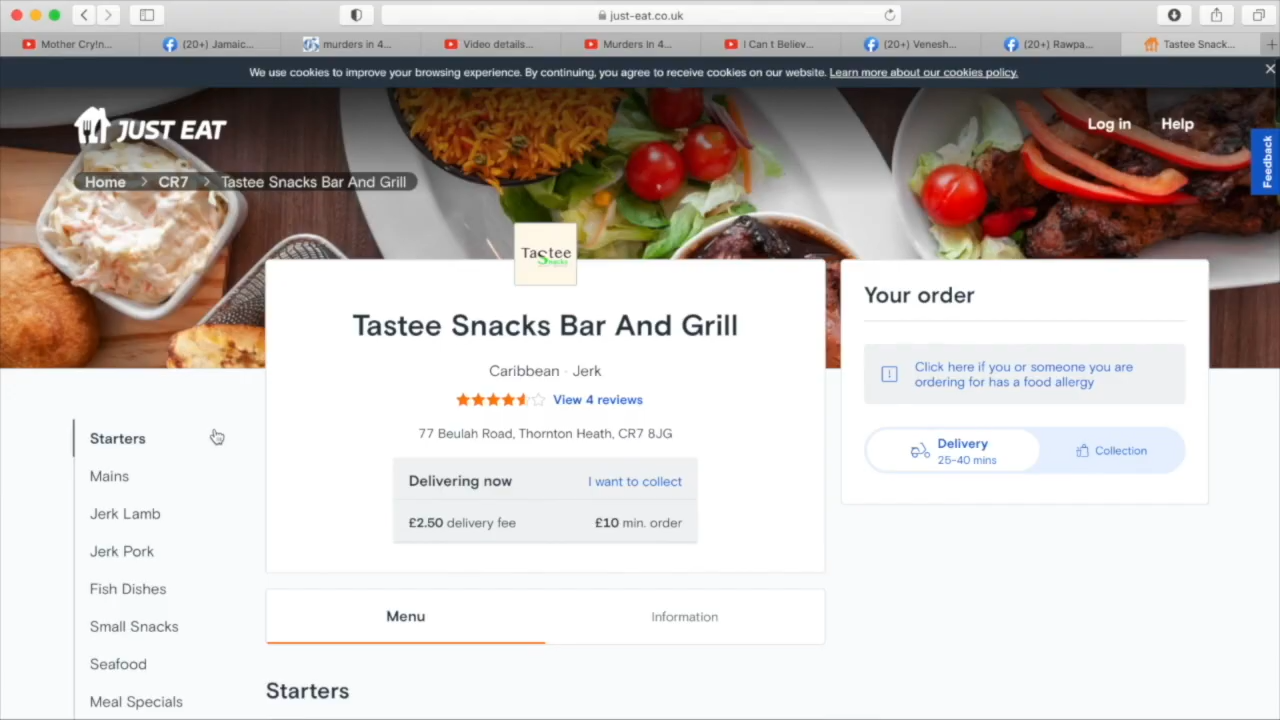 just-eat.co.uk
Mother Cry!n...
(20+) Jamaic...
murders in 4...
Video details...
Murders In 4...
I Can t Believ...
(20+) Venesh...
(20+) Rawpa...
Tastee Snack...
We use cookies to improve your browsing experience. By continuing, you agree to receive cookies on our website. Learn more about our cookies policy.
JUST EAT
Log in
Help
Feedback
Home > CR7 > Tastee Snacks Bar And Grill
Tastee
Snacks
Tastee Snacks Bar And Grill
Caribbean · Jerk
View 4 reviews
77 Beulah Road, Thornton Heath, CR7 8JG
Delivering now
I want to collect
£2.50 delivery fee
£10 min. order
Menu
Information
Starters
Your order
Click here if you or someone you are
ordering for has a food allergy
Delivery
25-40 mins
Collection
Starters
Mains
Jerk Lamb
Jerk Pork
Fish Dishes
Small Snacks
Seafood
Meal Specials